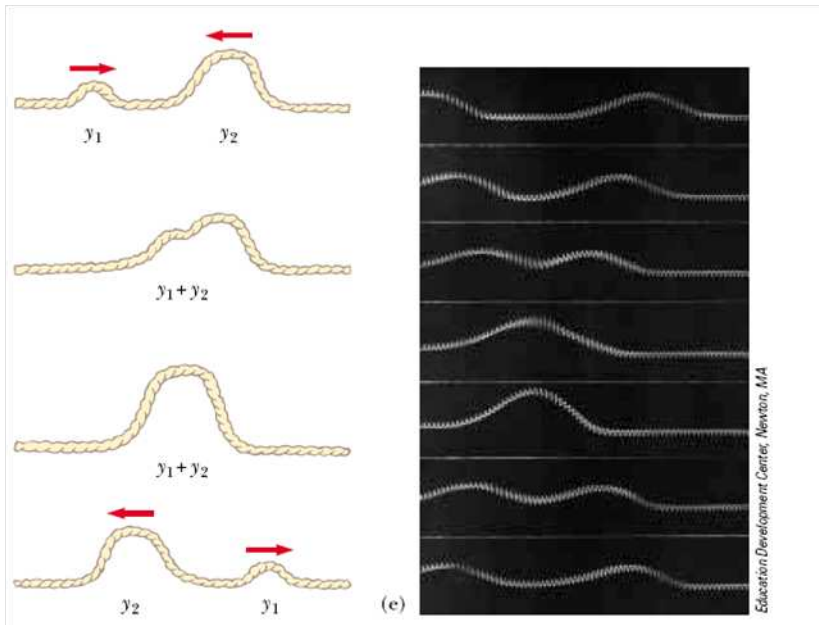 y₁ y₂
y₁ + y₂
y₁ + y₂
y₂ y₁
(e)
Education Development Center, Newton, MA